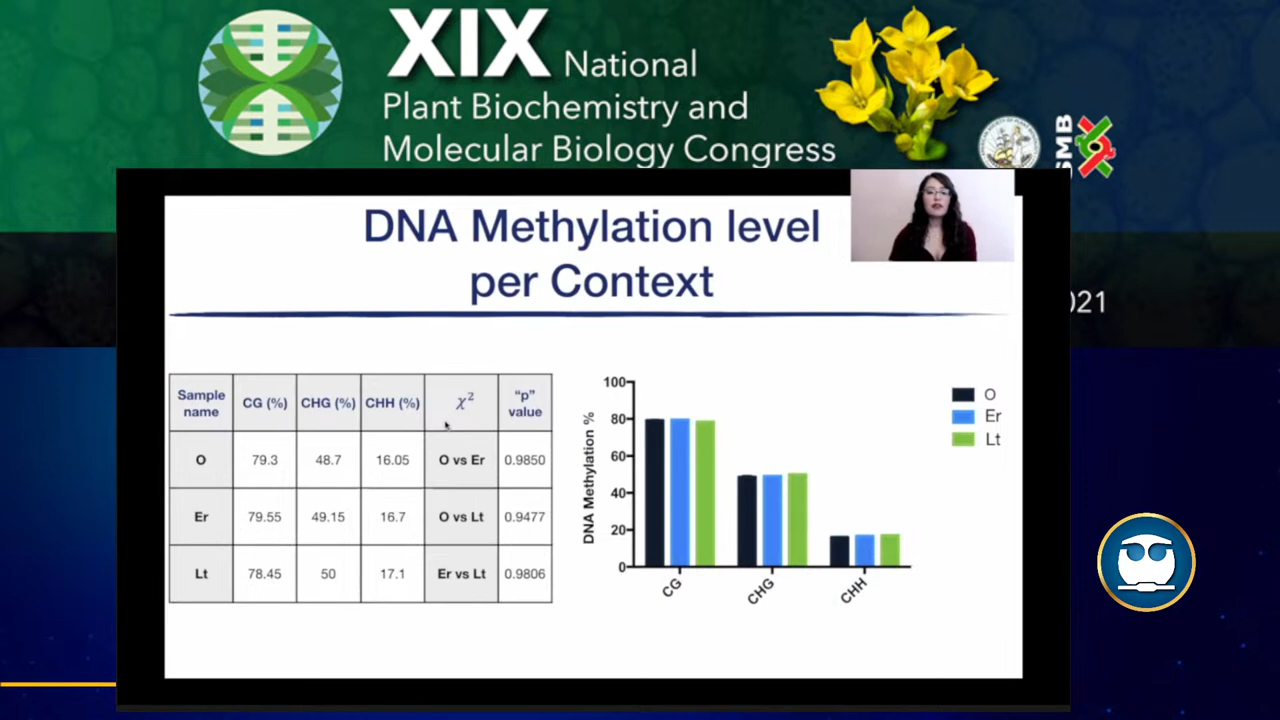 XIX National
Plant Biochemistry and
Molecular Biology Congress
SMB
021
DNA Methylation level
per Context
Sample name CG (%) CHG (%) CHH (%) χ² “p” value
O 79.3 48.7 16.05 O vs Er 0.9850
Er 79.55 49.15 16.7 O vs Lt 0.9477
Lt 78.45 50 17.1 Er vs Lt 0.9806
DNA Methylation %
100
80
60
40
20
0
CG CHG CHH
O
Er
Lt